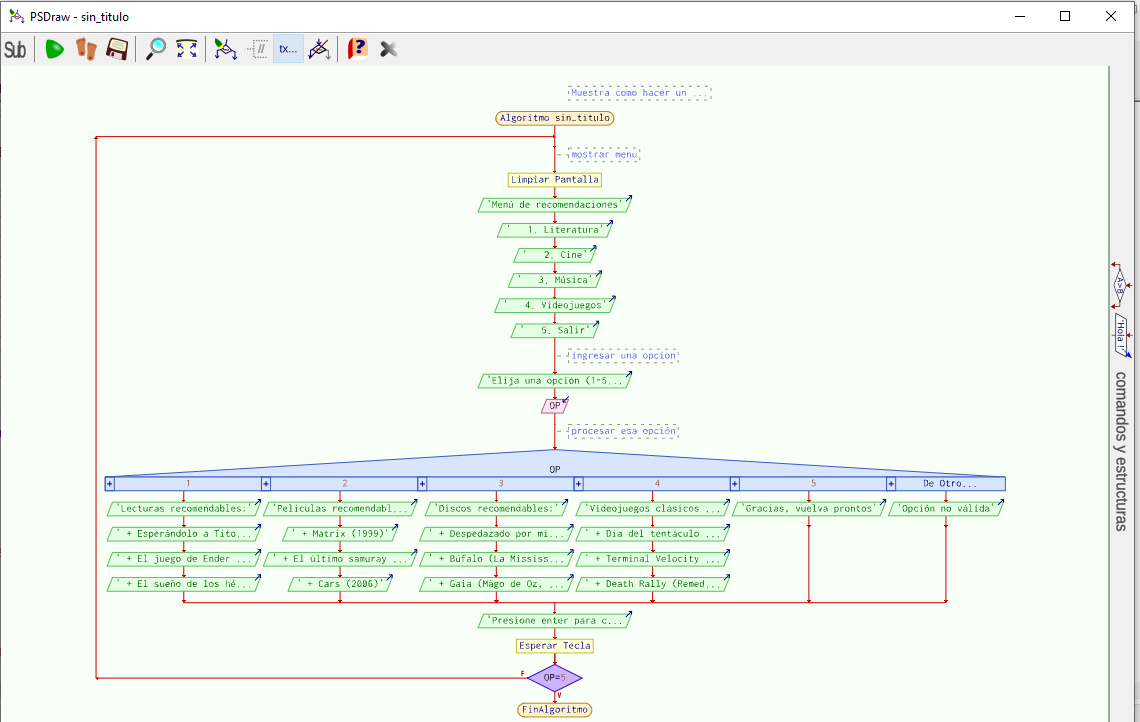 PSDraw - sin_titulo
Sub
//
tx...
?
Muestra como hacer un ...
Algoritmo sin_titulo
mostrar menu
Limpiar Pantalla
'Menú de recomendaciones'
'   1. Literatura'
'   2. Cine'
'   3. Música'
'   4. Videojuegos'
'   5. Salir'
ingresar una opcion
'Elija una opción (1-5...
OP
procesar esa opción
OP
+ 1 + 2 + 3 + 4 + 5 + De Otro...
'Lecturas recomendables:' 'Películas recomendabl... 'Discos recomendables:' 'Videojuegos clásicos ... 'Gracias, vuelva prontos' 'Opción no válida'
' + Esperándolo a Tito... ' + Matrix (1999)' ' + Despedazado por mi... ' + Día del tentáculo ...
' + El juego de Ender ... ' + El último samuray ... ' + Búfalo (La Mississ... ' + Terminal Velocity ...
' + El sueño de los hé... ' + Cars (2006)' ' + Gaia (Mago de Oz, ... ' + Death Rally (Remed...
'Presione enter para c...
Esperar Tecla
F
OP=5
V
FinAlgoritmo
A>B
'Hola !'
comandos y estructuras